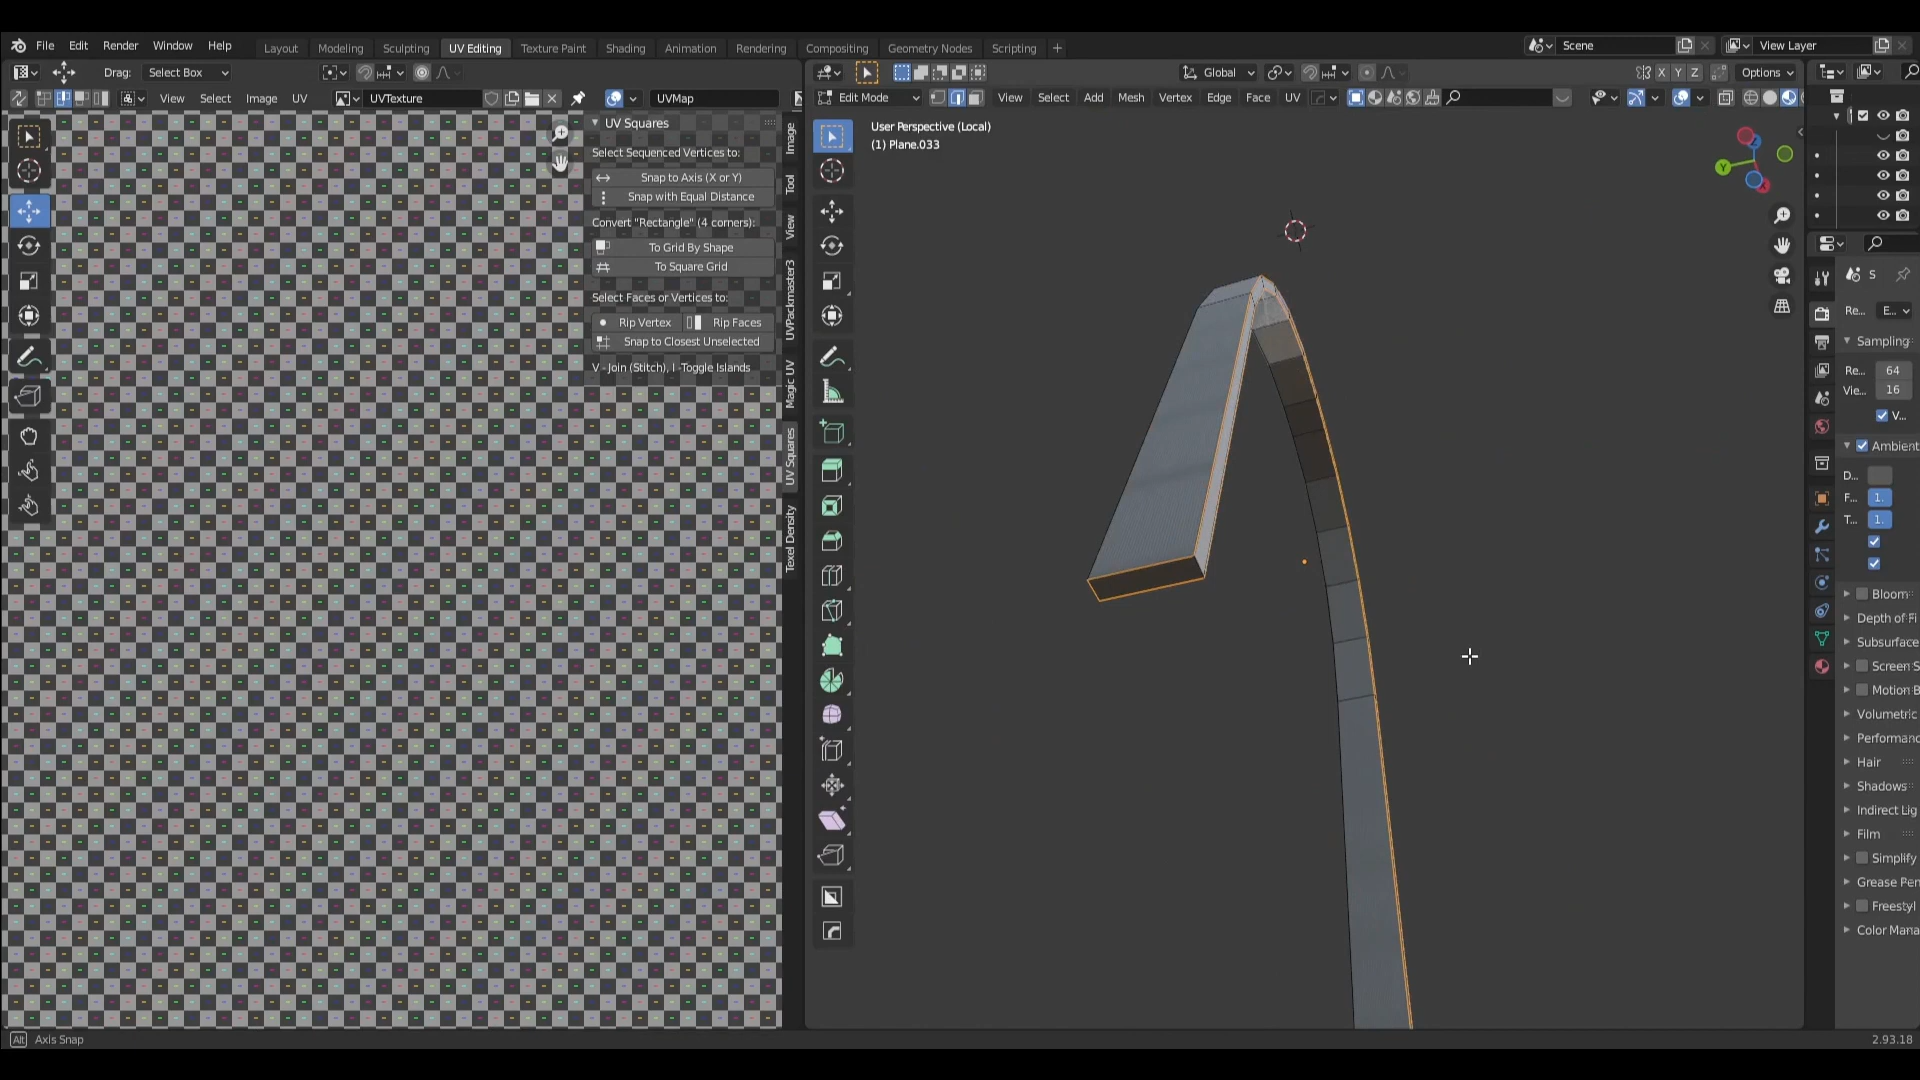 File Edit Render Window Help
Layout Modeling Sculpting UV Editing Texture Paint Shading Animation Rendering Compositing Geometry Nodes Scripting +
Scene
View Layer
Drag: Select Box
Global
X Y Z
Options
View Select Image UV
UVTexture
UVMap
Edit Mode
View Select Add Mesh Vertex Edge Face UV
UV Squares
Select Sequenced Vertices to:
Snap to Axis (X or Y)
Snap with Equal Distance
Convert "Rectangle" (4 corners):
To Grid By Shape
To Square Grid
Select Faces or Vertices to:
Rip Vertex
Rip Faces
Snap to Closest Unselected
V - Join (Stitch), I -Toggle Islands
Image
Tool
View
UVPackmaster3
Magic UV
UV Squares
Texel Density
User Perspective (Local)
(1) Plane.033
Y
Z
X
S
Re... E...
Sampling
Re... 64
Vie... 16
V...
Ambien
D...
F... 1.
T... 1.
Bloom
Depth of Fi
Subsurface
Screen S
Motion B
Volumetric
Performanc
Hair
Shadows
Indirect Lig
Film
Simplify
Grease Pen
Freestyl
Color Mana
Alt Axis Snap
2.93.18